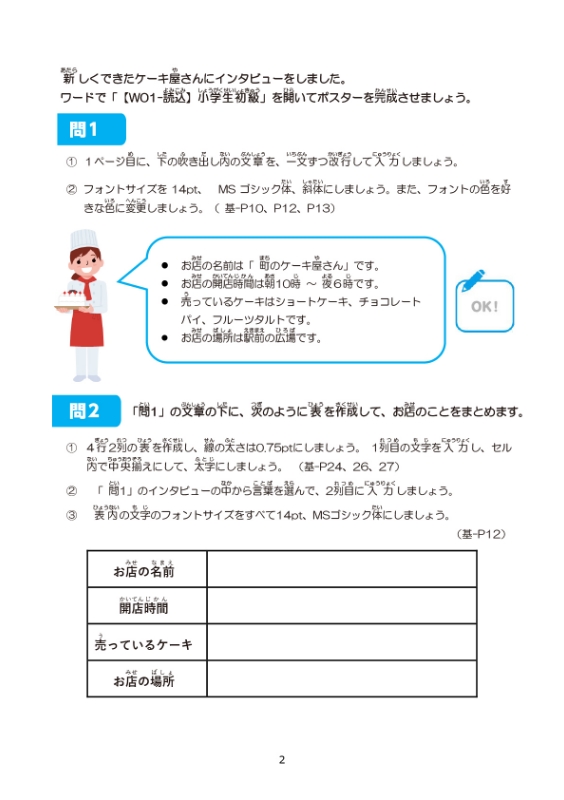 新しくできたケーキ屋さんにインタビューをしました。
ワードで「【W01-読込】小学生初級」を開いてポスターを完成させましょう。
問1
① 1ページ目に、下の吹き出し内の文章を、一文ずつ改行して入力しましょう。
② フォントサイズを 14pt、 MS ゴシック体、斜体にしましょう。また、フォントの色を好
きな色に変更しましょう。（ 基-P10、P12、P13）
● お店の名前は「 町のケーキ屋さん」です。
● お店の開店時間は朝10時 ～ 夜６時です。
● 売っているケーキはショートケーキ、チョコレート
パイ、フルーツタルトです。
● お店の場所は駅前の広場です。
OK!
問2 「問1」の文章の下に、次のように表を作成して、お店のことをまとめます。
① 4行2列の表を作成し、線の太さは0.75ptにしましょう。 1列目の文字を入力し、セル
内で中央揃えにして、太字にしましょう。 （基-P24、26、27）
② 「 問1」のインタビューの中から言葉を選んで、2列目に入力しましょう。
③ 表内の文字のフォントサイズをすべて14pt、MSゴシック体にしましょう。
（基-P12）
お店の名前
開店時間
売っているケーキ
お店の場所
2